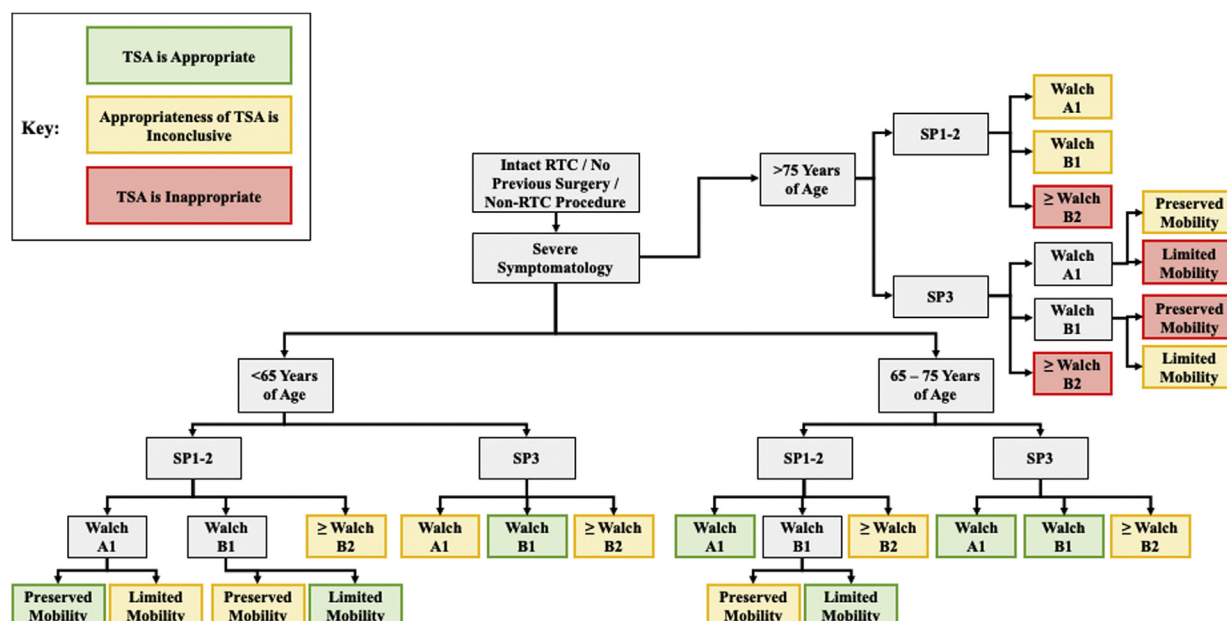 Key:
TSA is Appropriate
Appropriateness of TSA is
Inconclusive
TSA is Inappropriate
Intact RTC / No
Previous Surgery /
Non-RTC Procedure
Severe
Symptomatology
>75 Years
of Age
SP1-2
Walch
A1
Walch
B1
≥ Walch
B2
SP3
Walch
A1
Preserved
Mobility
Limited
Mobility
Walch
B1
Preserved
Mobility
Limited
Mobility
≥ Walch
B2
<65 Years
of Age
SP1-2
Walch
A1
Preserved
Mobility
Limited
Mobility
Walch
B1
Preserved
Mobility
Limited
Mobility
≥ Walch
B2
SP3
Walch
A1
Walch
B1
≥ Walch
B2
65 – 75 Years
of Age
SP1-2
Walch
A1
Walch
B1
Preserved
Mobility
Limited
Mobility
≥ Walch
B2
SP3
Walch
A1
Walch
B1
≥ Walch
B2